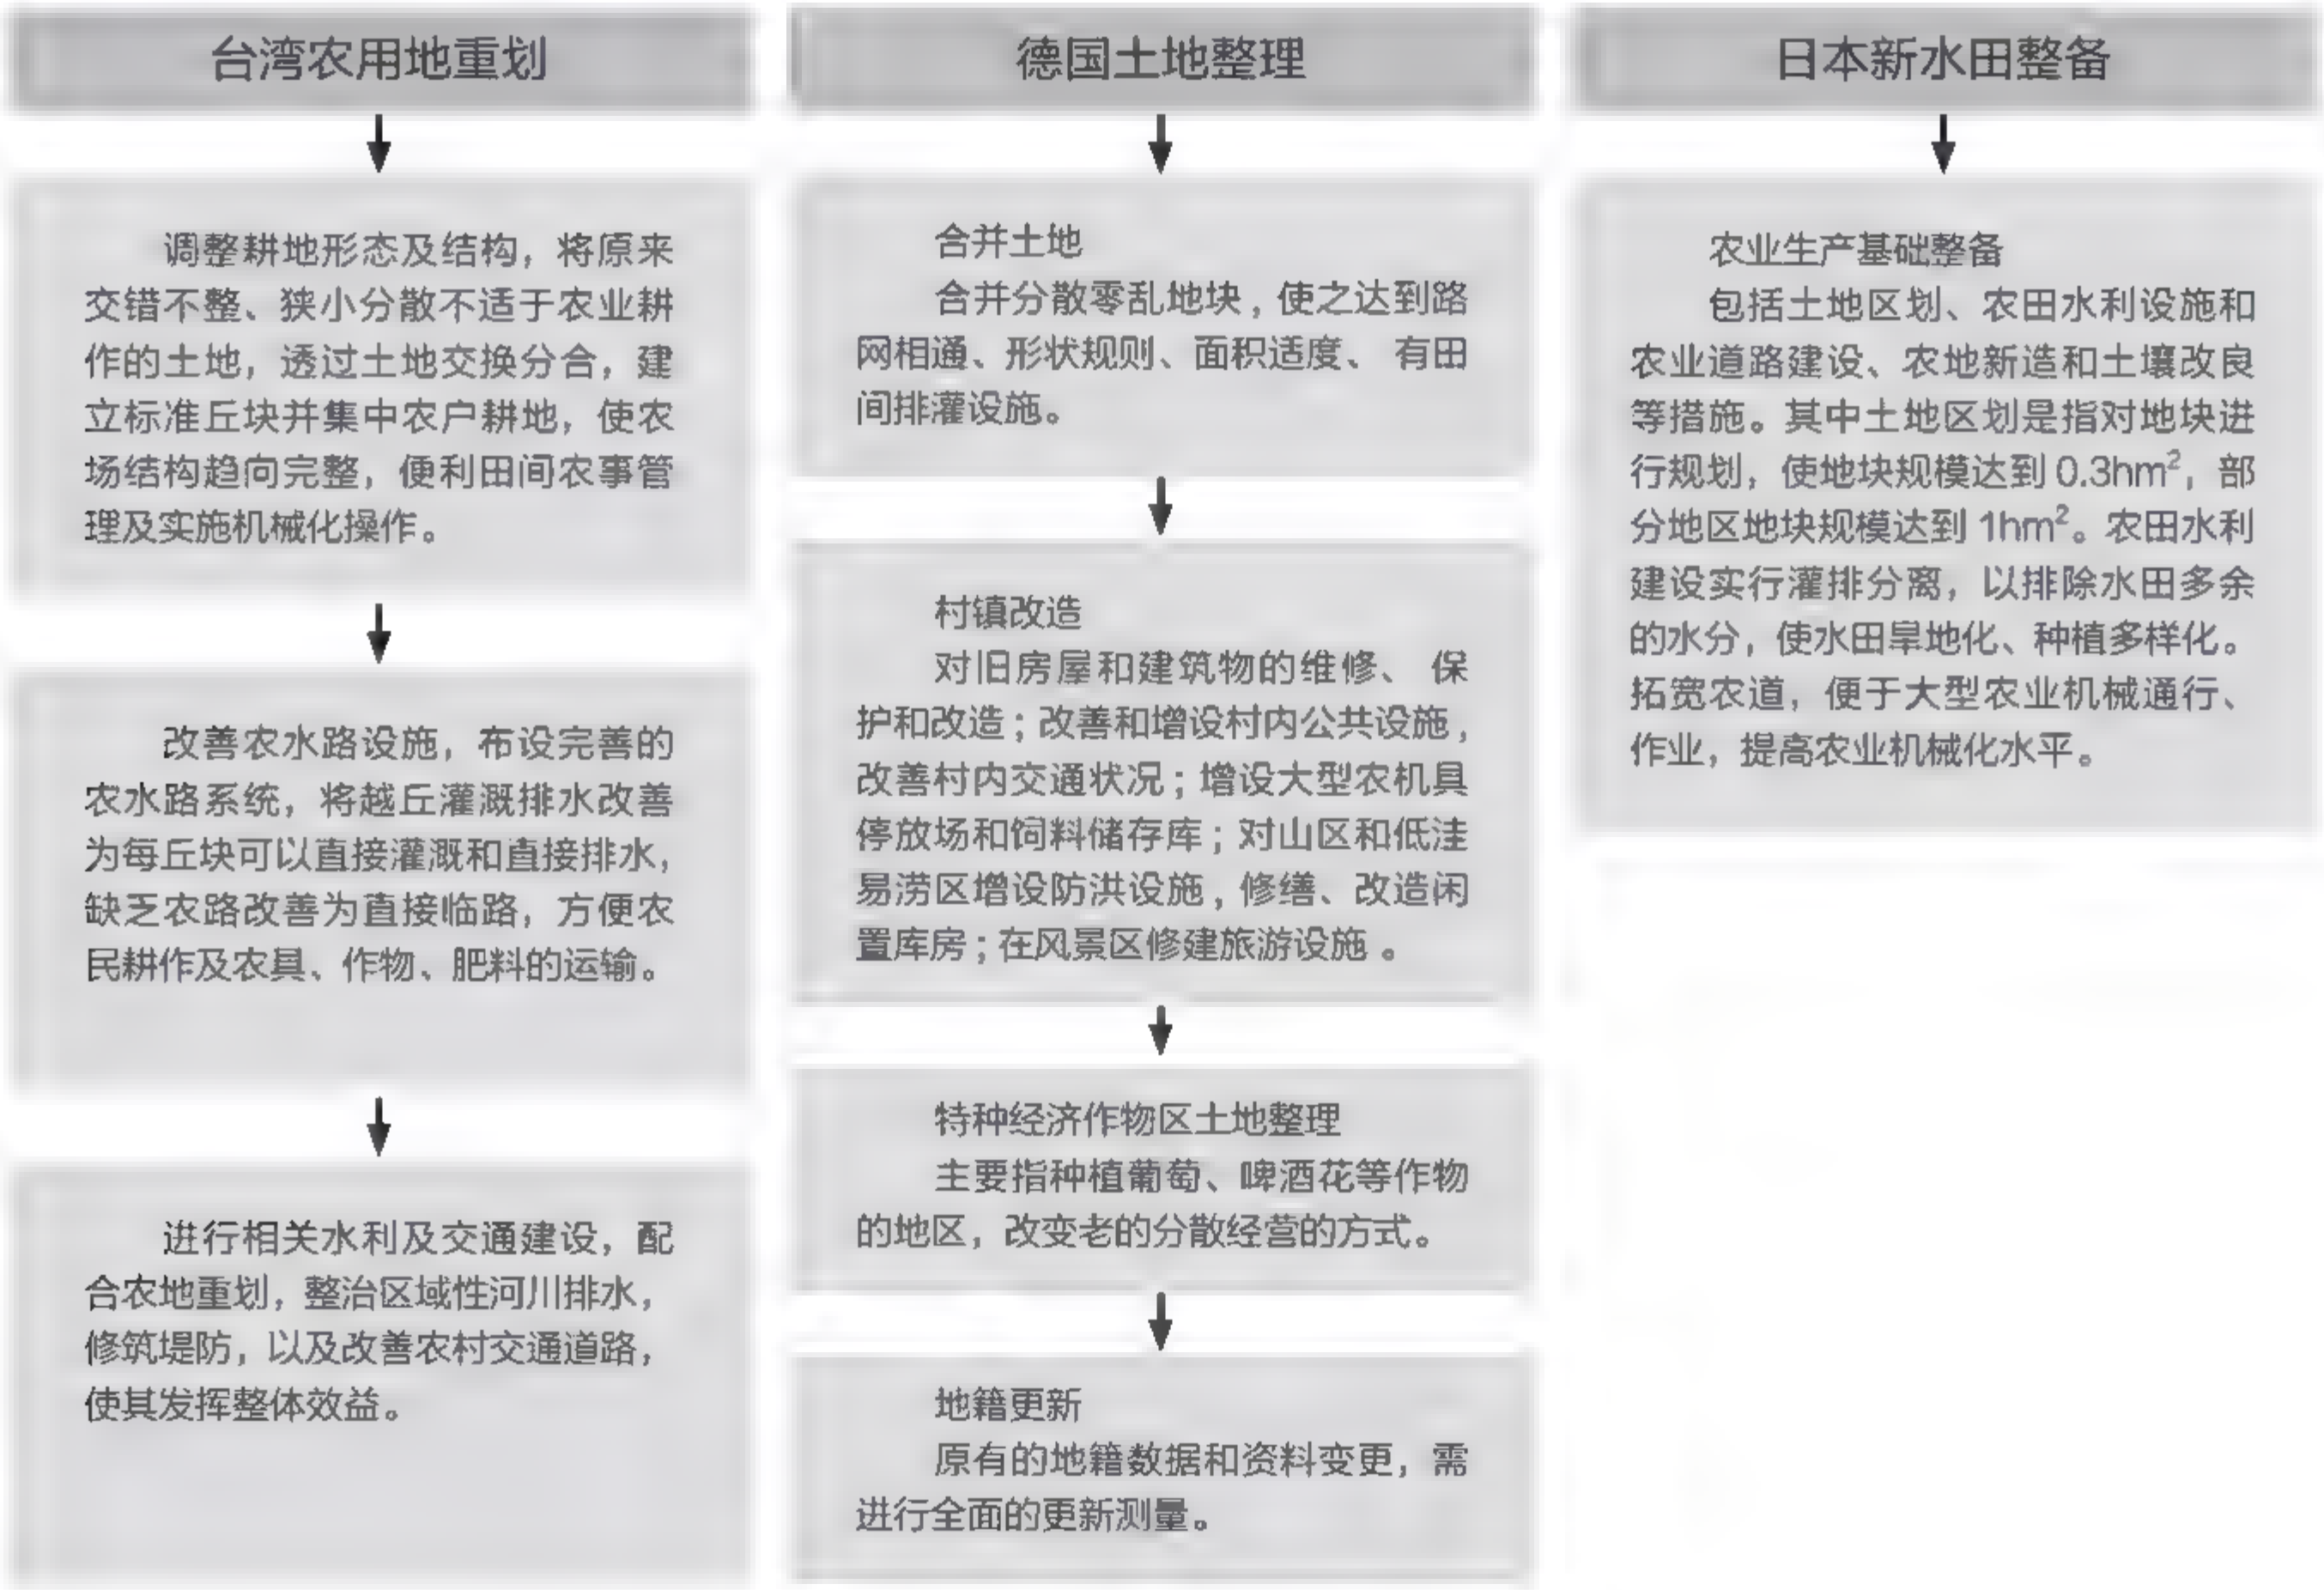 台湾农用地重划
调整耕地形态及结构，将原来
交错不整、狭小分散不适于农业耕
作的土地，透过土地交换分合，建
立标准丘块并集中农户耕地，使农
场结构趋向完整，便利田间农事管
理及实施机械化操作。
改善农水路设施，布设完善的
农水路系统，将越丘灌溉排水改善
为每丘块可以直接灌溉和直接排水，
缺乏农路改善为直接临路，方便农
民耕作及农具、作物、肥料的运输。
进行相关水利及交通建设，配
合农地重划，整治区域性河川排水，
修筑堤防，以及改善农村交通道路，
使其发挥整体效益。
德国土地整理
合并土地
合并分散零乱地块，使之达到路
网相通、形状规则、面积适度、 有田
间排灌设施。
村镇改造
对旧房屋和建筑物的维修、 保
护和改造；改善和增设村内公共设施，
改善村内交通状况；增设大型农机具
停放场和饲料储存库；对山区和低洼
易涝区增设防洪设施，修缮、改造闲
置库房；在风景区修建旅游设施 。
特种经济作物区土地整理
主要指种植葡萄、啤酒花等作物
的地区，改变老的分散经营的方式。
地籍更新
原有的地籍数据和资料变更，需
进行全面的更新测量。
日本新水田整备
农业生产基础整备
包括土地区划、农田水利设施和
农业道路建设、农地新造和土壤改良
等措施。其中土地区划是指对地块进
行规划，使地块规模达到 0.3hm²，部
分地区地块规模达到 1hm²。农田水利
建设实行灌排分离，以排除水田多余
的水分，使水田旱地化、种植多样化。
拓宽农道，便于大型农业机械通行、
作业，提高农业机械化水平。